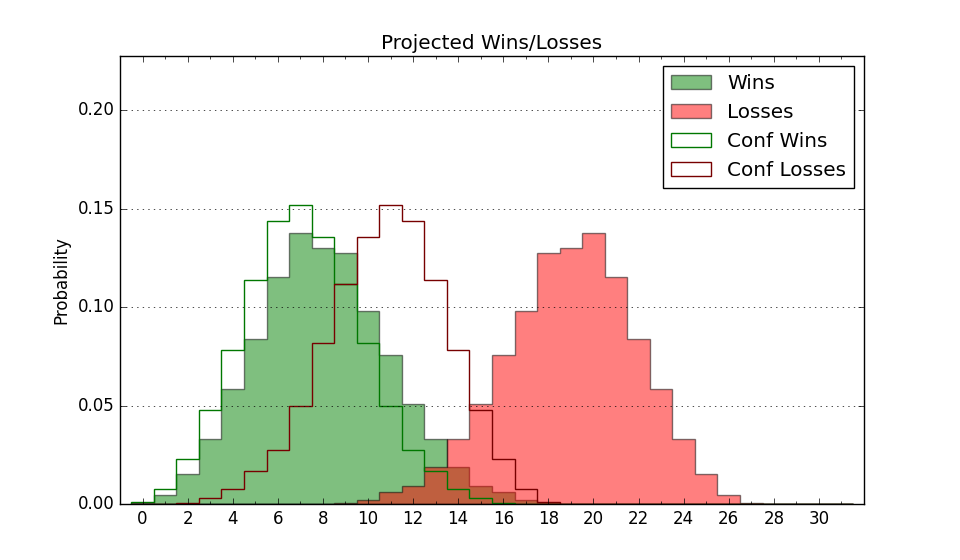 Projected Wins/Losses
Wins
Losses
Conf Wins
Conf Losses
Probability
0.20
0.15
0.10
0.05
0.00
0 2 4 6 8 10 12 14 16 18 20 22 24 26 28 30